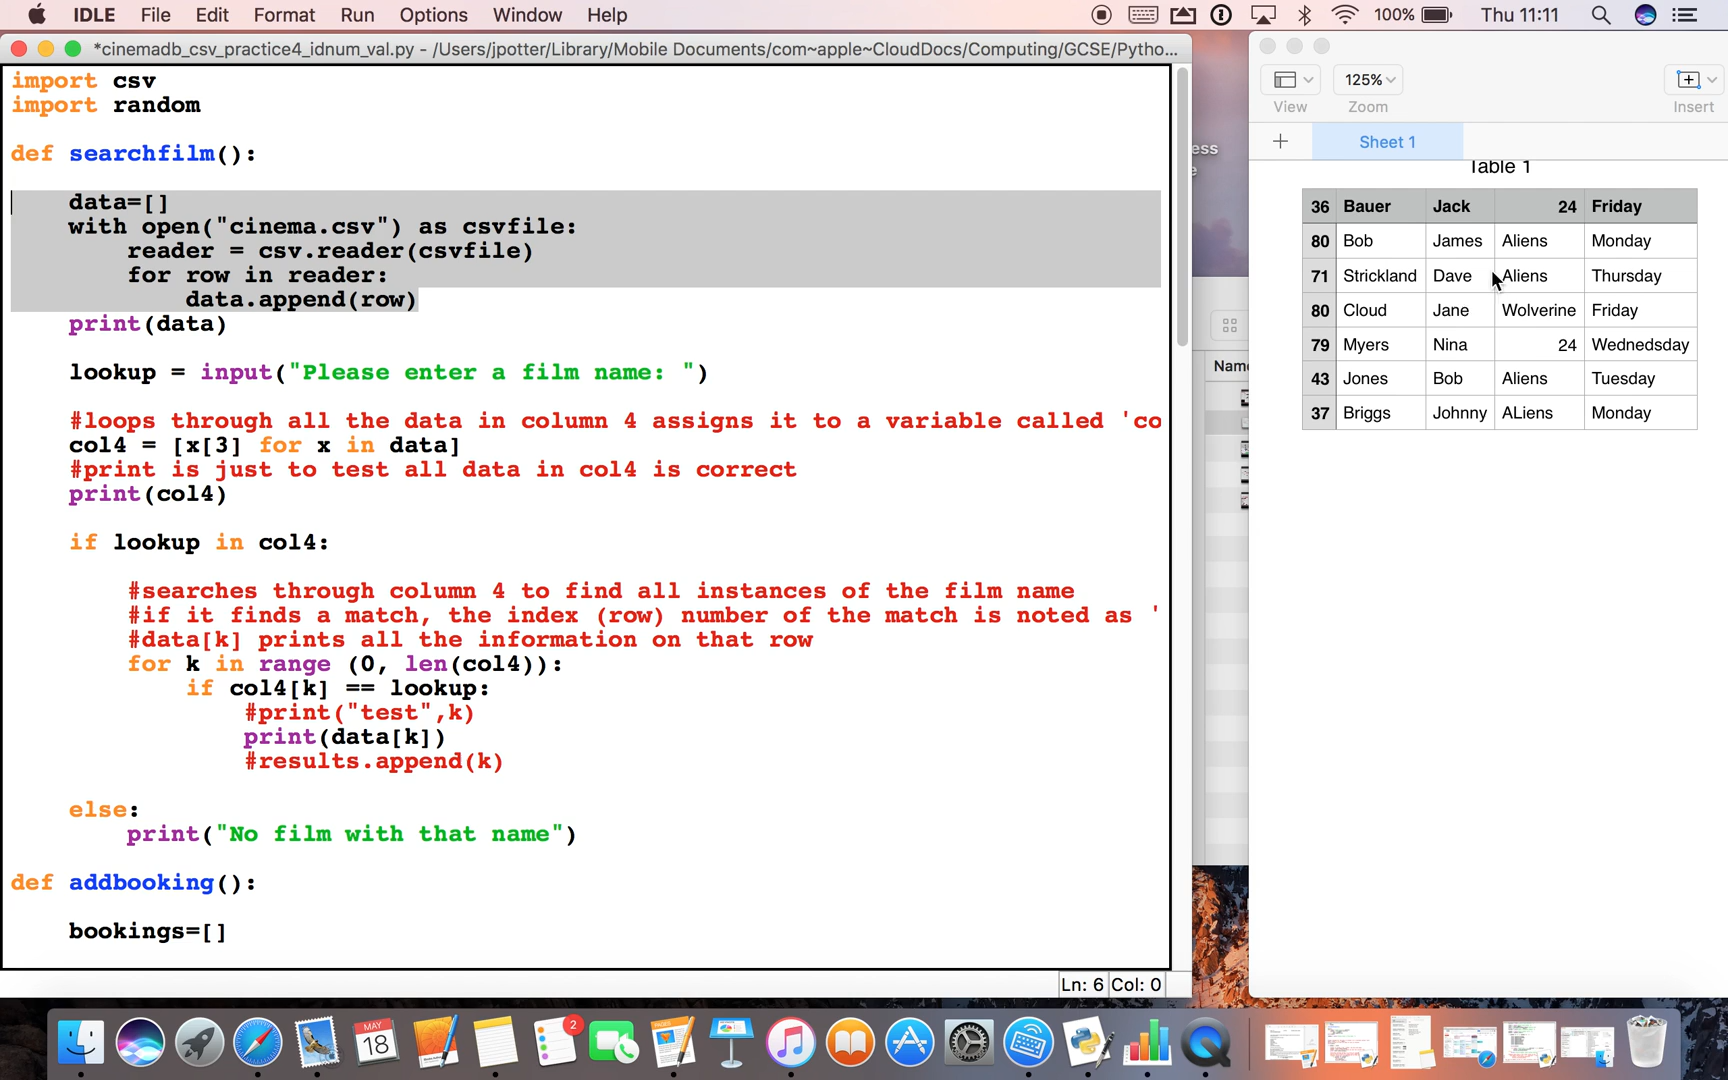 IDLE File Edit Format Run Options Window Help 100% Thu 11:11
*cinemadb_csv_practice4_idnum_val.py - /Users/jpotter/Library/Mobile Documents/com~apple~CloudDocs/Computing/GCSE/Pytho...
import csv
import random
def searchfilm():
data=[]
with open("cinema.csv") as csvfile:
reader = csv.reader(csvfile)
for row in reader:
data.append(row)
print(data)
lookup = input("Please enter a film name: ")
#loops through all the data in column 4 assigns it to a variable called 'co
col4 = [x[3] for x in data]
#print is just to test all data in col4 is correct
print(col4)
if lookup in col4:
#searches through column 4 to find all instances of the film name
#if it finds a match, the index (row) number of the match is noted as '
#data[k] prints all the information on that row
for k in range (0, len(col4)):
if col4[k] == lookup:
#print("test",k)
print(data[k])
#results.append(k)
else:
print("No film with that name")
def addbooking():
bookings=[]
Ln: 6 Col: 0
ess
e
Name
125%
View Zoom Insert
Sheet 1
Table 1
36 Bauer Jack 24 Friday
80 Bob James Aliens Monday
71 Strickland Dave Aliens Thursday
80 Cloud Jane Wolverine Friday
79 Myers Nina 24 Wednedsday
43 Jones Bob Aliens Tuesday
37 Briggs Johnny ALiens Monday
MAY
18
2